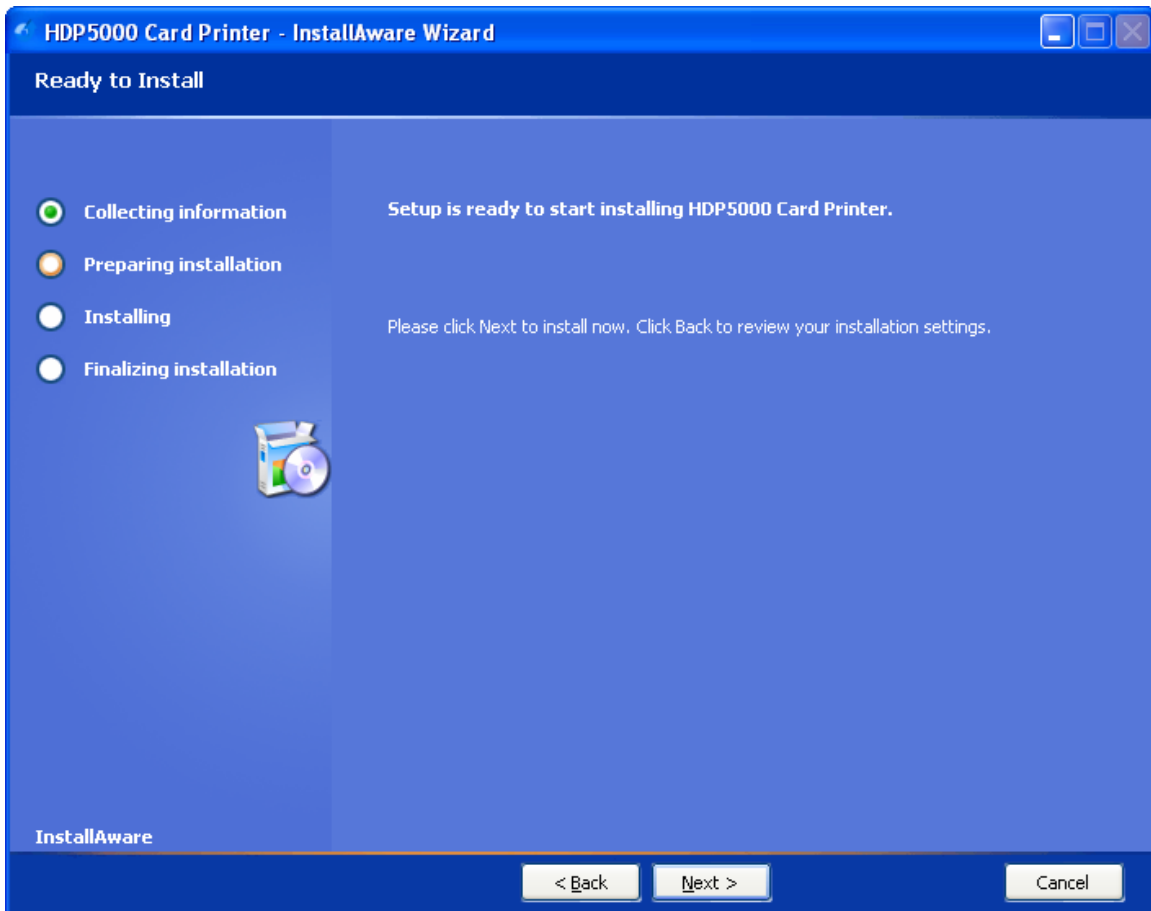 HDP5000 Card Printer - InstallAware Wizard
Ready to Install
Collecting information
Preparing installation
Installing
Finalizing installation
Setup is ready to start installing HDP5000 Card Printer.
Please click Next to install now. Click Back to review your installation settings.
InstallAware
< Back
Next >
Cancel